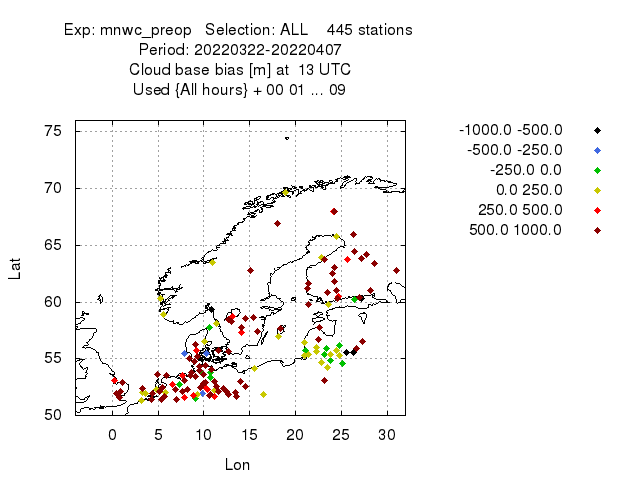 Exp: mnwc_preop   Selection: ALL    445 stations
Period: 20220322-20220407
Cloud base bias [m] at  13 UTC
Used {All hours} + 00 01 ... 09
-1000.0 -500.0
-500.0 -250.0
-250.0 0.0
0.0 250.0
250.0 500.0
500.0 1000.0
75
70
65
60
55
50
Lat
0 5 10 15 20 25 30
Lon